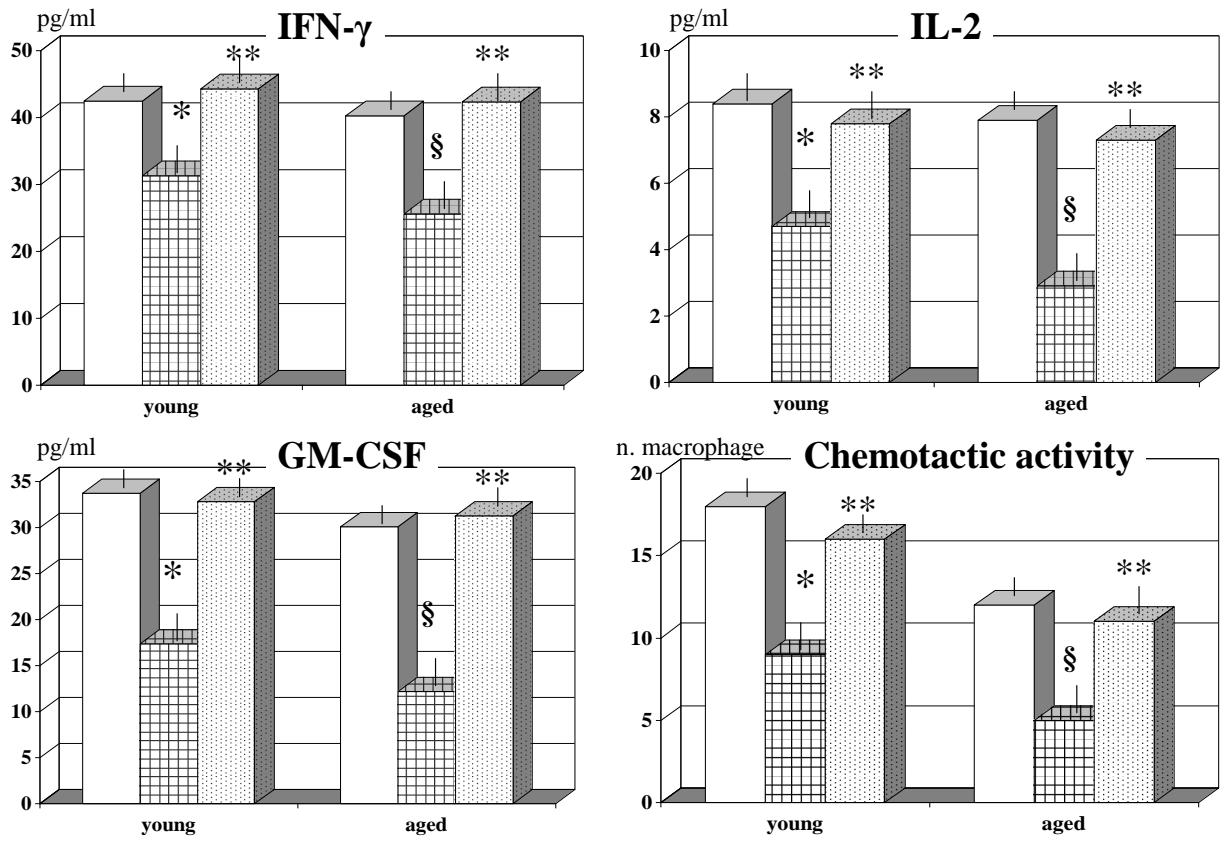 pg/ml
IFN-γ
50
40
30
20
10
0
*
**
§
**
young
aged
pg/ml
IL-2
10
8
6
4
2
0
*
**
§
**
young
aged
pg/ml
GM-CSF
35
30
25
20
15
10
5
0
*
**
§
**
young
aged
n. macrophage
Chemotactic activity
20
15
10
5
0
*
**
§
**
young
aged